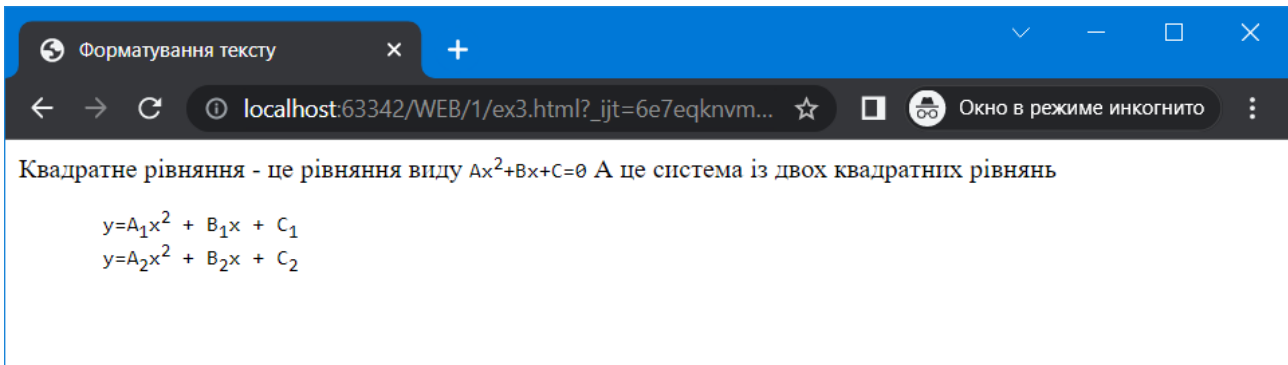 Форматування тексту
localhost:63342/WEB/1/ex3.html?_ijt=6e7eqknvm...
Окно в режиме инкогнито
Квадратне рівняння - це рівняння виду Ax²+Bx+C=0 А це система із двох квадратних рівнянь
y=A₁x² + B₁x + C₁
y=A₂x² + B₂x + C₂